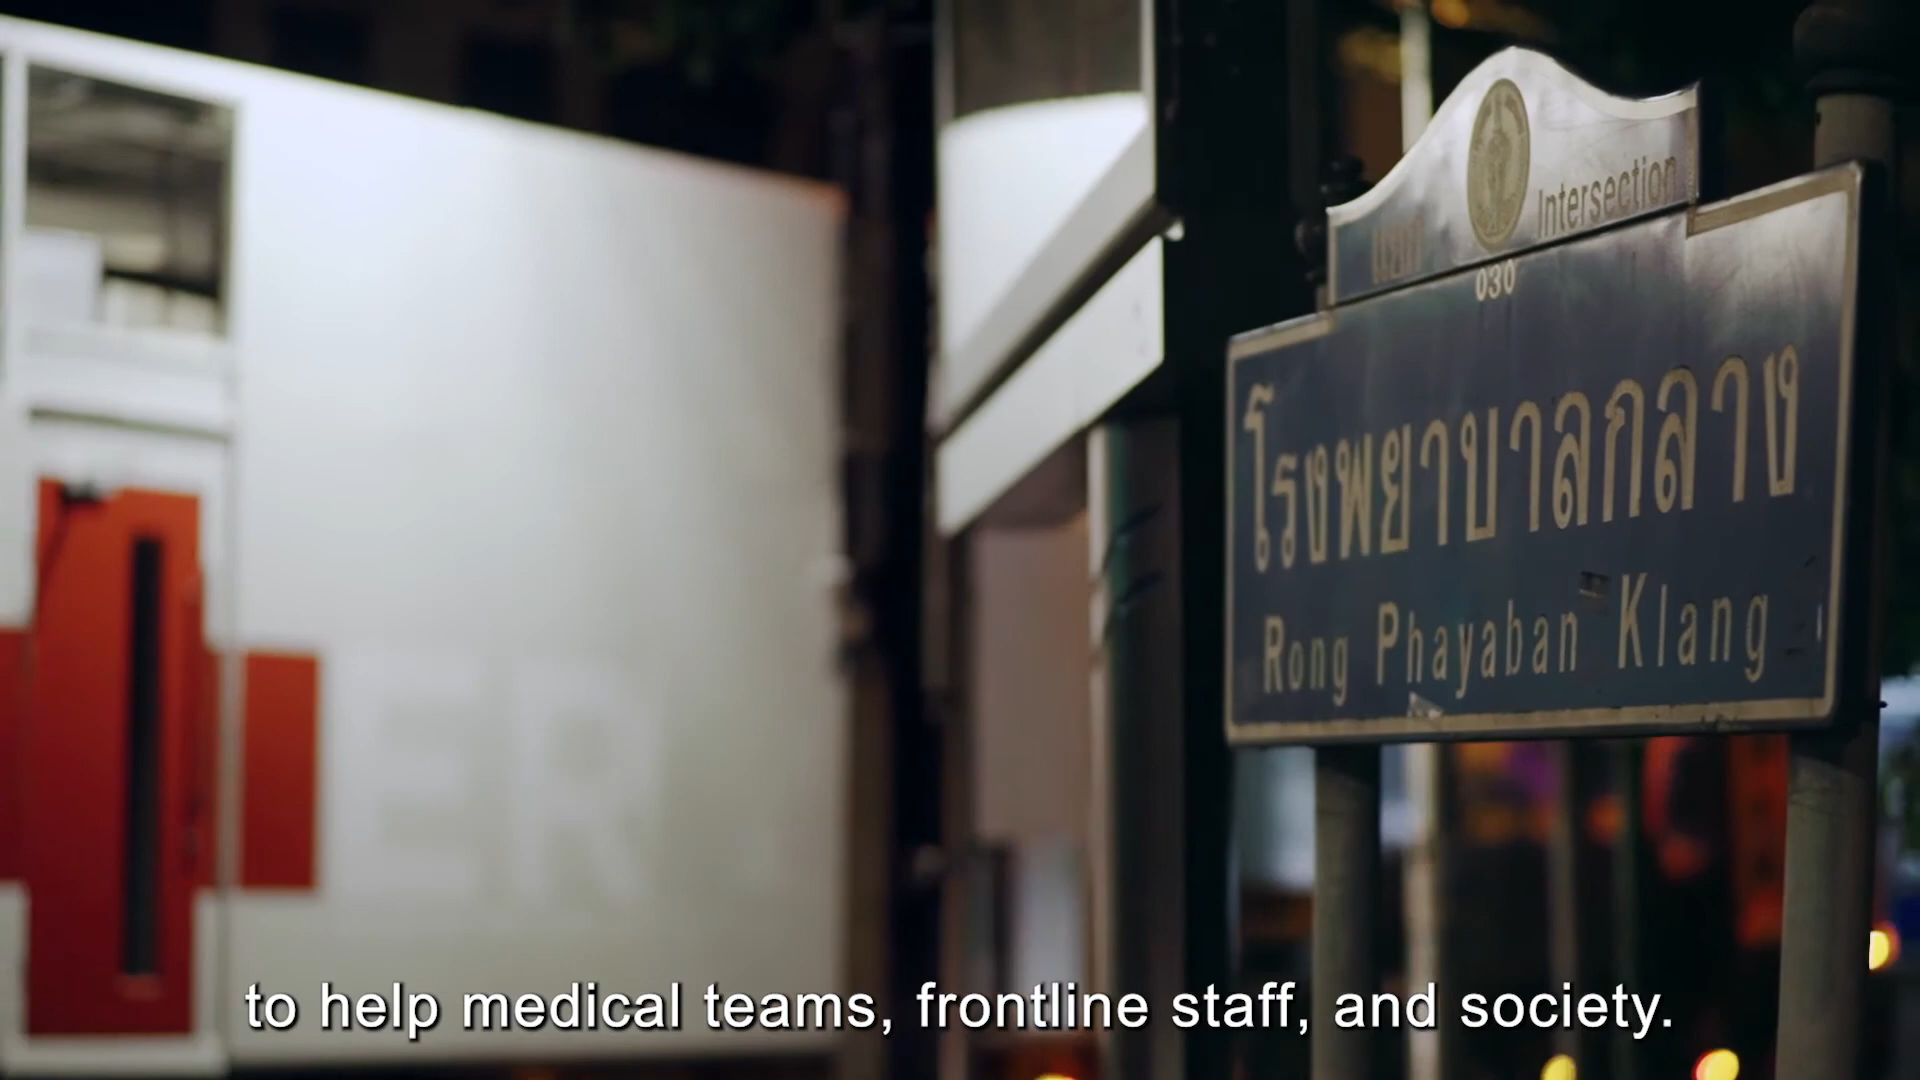 Intersection
030
โรงพยาบาลกลาง
Rong Phayaban Klang
ER
to help medical teams, frontline staff, and society.